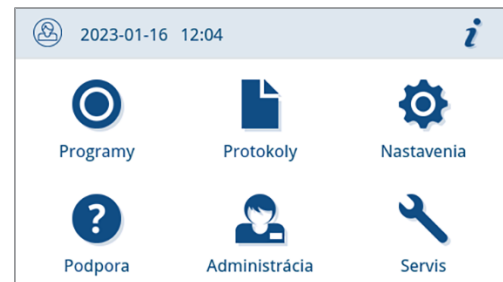 2023-01-16 12:04
Programy Protokoly Nastavenia
Podpora Administrácia Servis